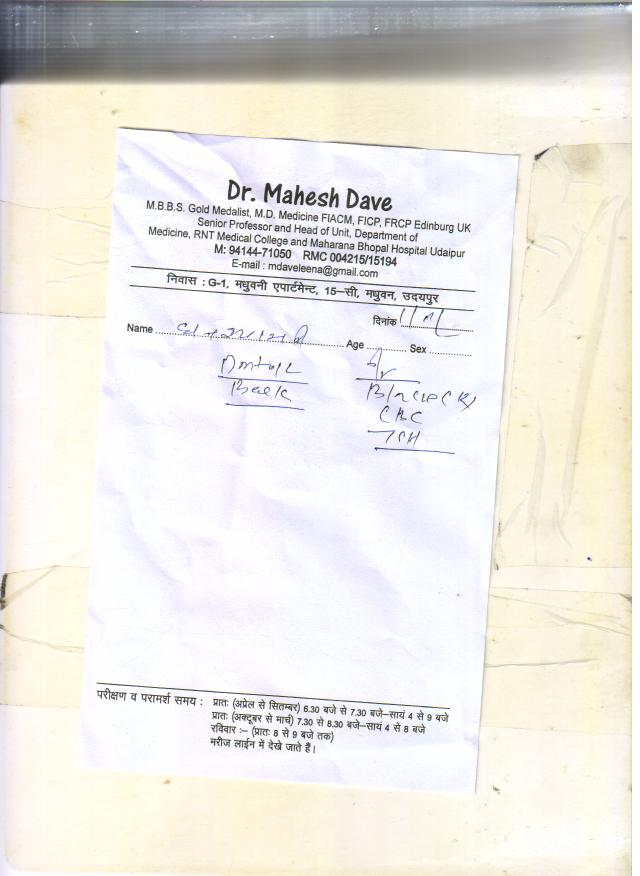 Dr. Mahesh Dave
M.B.B.S. Gold Medalist, M.D. Medicine FIACM, FICP, FRCP Edinburg UK
Senior Professor and Head of Unit, Department of
Medicine, RNT Medical College and Maharana Bhopal Hospital Udaipur
M: 94144-71050 RMC 004215/15194
E-mail : mdaveleena@gmail.com
निवास : G-1, मधुवनी एपार्टमेन्ट, 15–सी, मधुवन, उदयपुर
दिनांक
Name Age Sex
CBC
TSH
परीक्षण व परामर्श समय : प्रातः (अप्रेल से सितम्बर) 6.30 बजे से 7.30 बजे–सायं 4 से 9 बजे
प्रातः (अक्टूबर से मार्च) 7.30 से 8.30 बजे–सायं 4 से 8 बजे
रविवार :– (प्रातः 8 से 9 बजे तक)
मरीज लाईन में देखे जाते हैं।